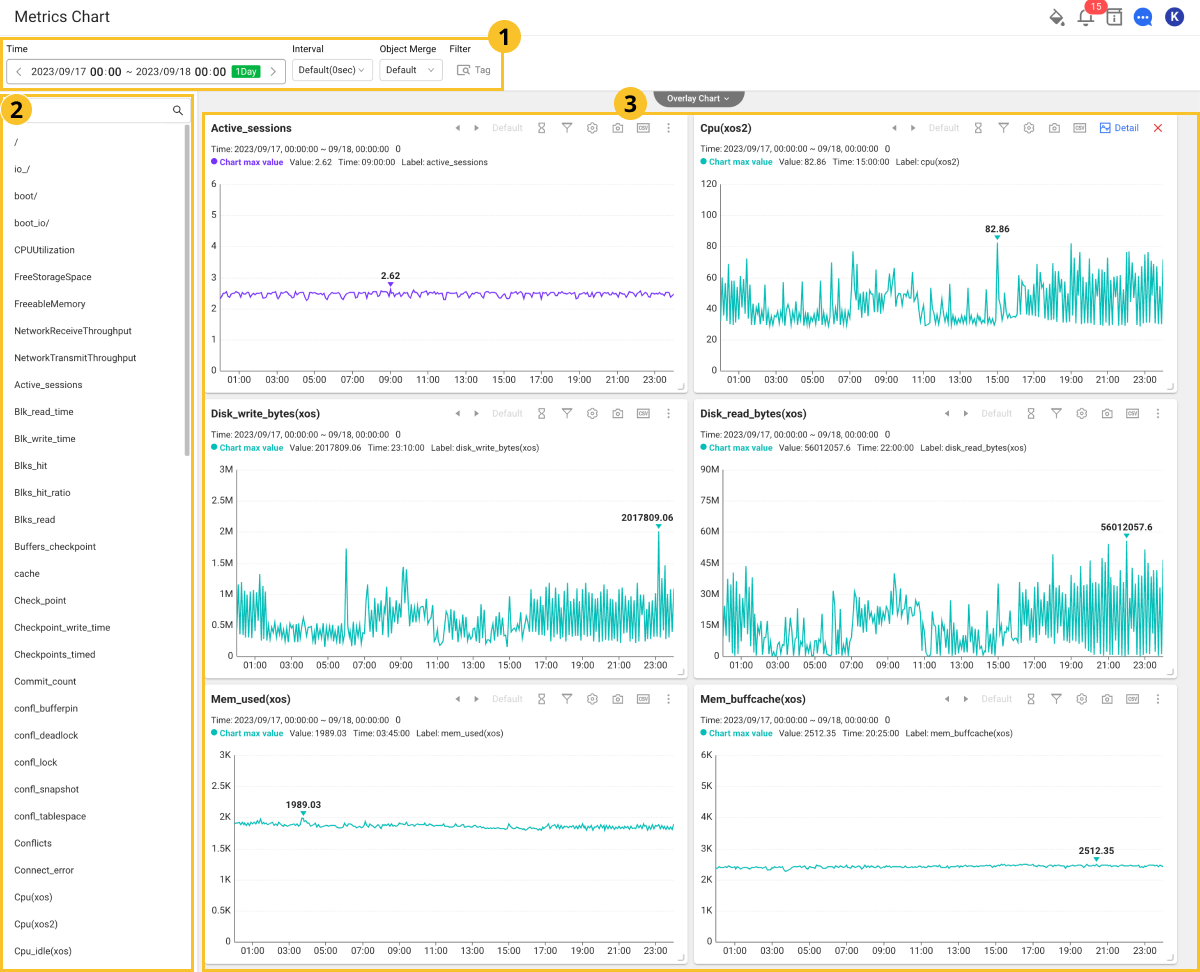 Metrics Chart
15
K
1
Time
Interval
Object Merge
Filter
2023/09/17 00:00 ~ 2023/09/18 00:00 1Day
Default(0sec)
Default
Tag
2
/
io_/
boot/
boot_io/
CPUUtilization
FreeStorageSpace
FreeableMemory
NetworkReceiveThroughput
NetworkTransmitThroughput
Active_sessions
Blk_read_time
Blk_write_time
Blks_hit
Blks_hit_ratio
Blks_read
Buffers_checkpoint
cache
Check_point
Checkpoint_write_time
Checkpoints_timed
Commit_count
confl_bufferpin
confl_deadlock
confl_lock
confl_snapshot
confl_tablespace
Conflicts
Connect_error
Cpu(xos)
Cpu(xos2)
Cpu_idle(xos)
3
Overlay Chart
Active_sessions
Default
CSV
Time: 2023/09/17, 00:00:00 ~ 09/18, 00:00:00 0
Chart max value Value: 2.62 Time: 09:00:00 Label: active_sessions
6
5
4
3
2
1
0
2.62
01:00 03:00 05:00 07:00 09:00 11:00 13:00 15:00 17:00 19:00 21:00 23:00
Cpu(xos2)
Default
CSV
Detail
Time: 2023/09/17, 00:00:00 ~ 09/18, 00:00:00 0
Chart max value Value: 82.86 Time: 15:00:00 Label: cpu(xos2)
120
100
80
60
40
20
0
82.86
01:00 03:00 05:00 07:00 09:00 11:00 13:00 15:00 17:00 19:00 21:00 23:00
Disk_write_bytes(xos)
Default
CSV
Time: 2023/09/17, 00:00:00 ~ 09/18, 00:00:00 0
Chart max value Value: 2017809.06 Time: 23:10:00 Label: disk_write_bytes(xos)
3M
2.5M
2M
1.5M
1M
0.5M
0
2017809.06
01:00 03:00 05:00 07:00 09:00 11:00 13:00 15:00 17:00 19:00 21:00 23:00
Disk_read_bytes(xos)
Default
CSV
Time: 2023/09/17, 00:00:00 ~ 09/18, 00:00:00 0
Chart max value Value: 56012057.6 Time: 22:00:00 Label: disk_read_bytes(xos)
90M
75M
60M
45M
30M
15M
0
56012057.6
01:00 03:00 05:00 07:00 09:00 11:00 13:00 15:00 17:00 19:00 21:00 23:00
Mem_used(xos)
Default
CSV
Time: 2023/09/17, 00:00:00 ~ 09/18, 00:00:00 0
Chart max value Value: 1989.03 Time: 03:45:00 Label: mem_used(xos)
3K
2.5K
2K
1.5K
1K
0.5K
0
1989.03
01:00 03:00 05:00 07:00 09:00 11:00 13:00 15:00 17:00 19:00 21:00 23:00
Mem_buffcache(xos)
Default
CSV
Time: 2023/09/17, 00:00:00 ~ 09/18, 00:00:00 0
Chart max value Value: 2512.35 Time: 20:25:00 Label: mem_buffcache(xos)
6K
5K
4K
3K
2K
1K
0
2512.35
01:00 03:00 05:00 07:00 09:00 11:00 13:00 15:00 17:00 19:00 21:00 23:00